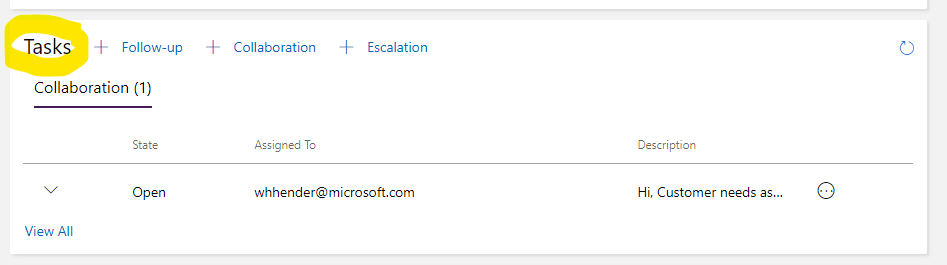 Tasks + Follow-up + Collaboration + Escalation
Collaboration (1)
State Assigned To Description
Open whhender@microsoft.com Hi, Customer needs as...
View All